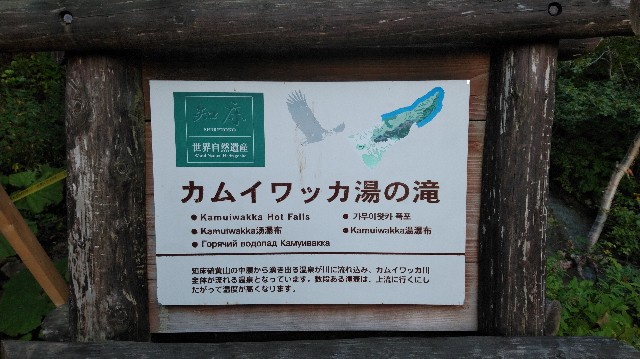 知床
SHIRETOKO
世界自然遺産
World Natural Heritage Site
カムイワッカ湯の滝
● Kamuiwakka Hot Falls
● 가무이왓카 폭포
● Kamuiwakka汤瀑布
● Kamuiwakka湯瀑布
● Горячий водопад Камуивакка
知床硫黄山の中腹から湧き出る温泉が川に流れ込み、カムイワッカ川
全体が流れる温泉となっています。数段ある滝壺は、上流に行くにし
たがって温度が高くなります。